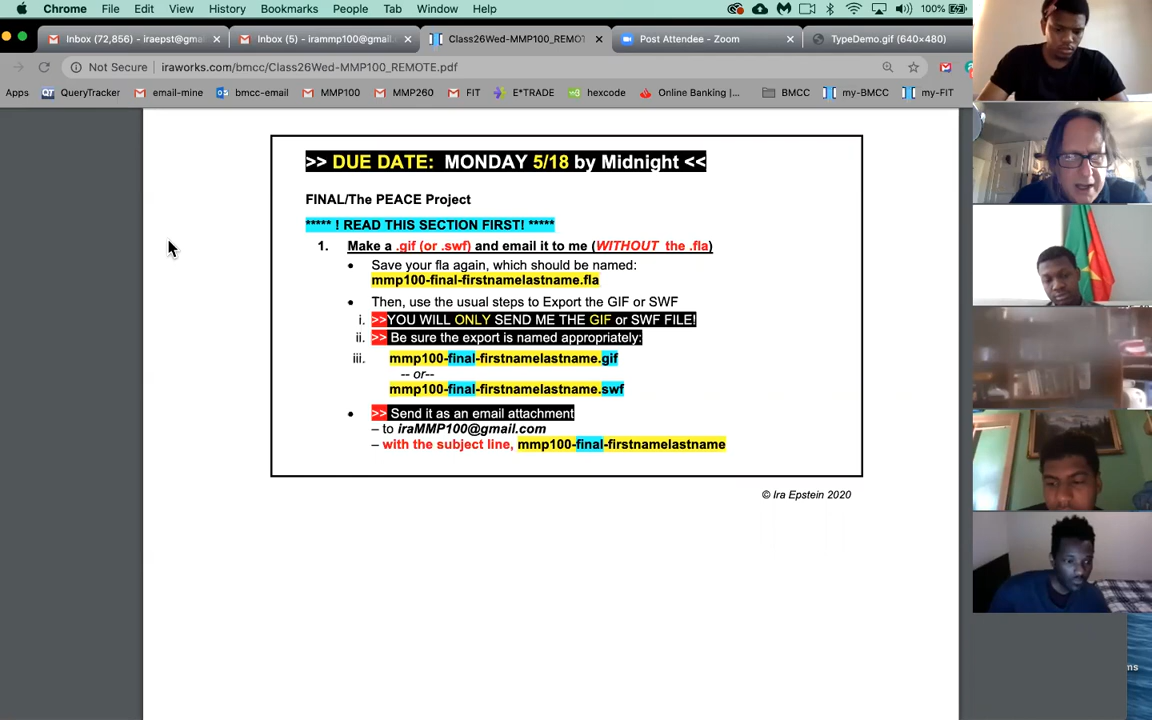 Chrome File Edit View History Bookmarks People Tab Window Help 100%
Inbox (72,856) - iraepst@gma Inbox (5) - irammp100@gmail. Class26Wed-MMP100_REMOT Post Attendee - Zoom TypeDemo.gif (640×480)
Not Secure iraworks.com/bmcc/Class26Wed-MMP100_REMOTE.pdf
Apps QT QueryTracker email-mine bmcc-email MMP100 MMP260 FIT E*TRADE hexcode Online Banking |... BMCC my-BMCC my-FIT
>> DUE DATE: MONDAY 5/18 by Midnight <<
FINAL/The PEACE Project
***** ! READ THIS SECTION FIRST! *****
1. Make a .gif (or .swf) and email it to me (WITHOUT the .fla)
• Save your fla again, which should be named:
mmp100-final-firstnamelastname.fla
• Then, use the usual steps to Export the GIF or SWF
i. >>YOU WILL ONLY SEND ME THE GIF or SWF FILE!
ii. >> Be sure the export is named appropriately:
iii. mmp100-final-firstnamelastname.gif
-- or--
mmp100-final-firstnamelastname.swf
• >> Send it as an email attachment
– to iraMMP100@gmail.com
– with the subject line, mmp100-final-firstnamelastname
© Ira Epstein 2020
ms